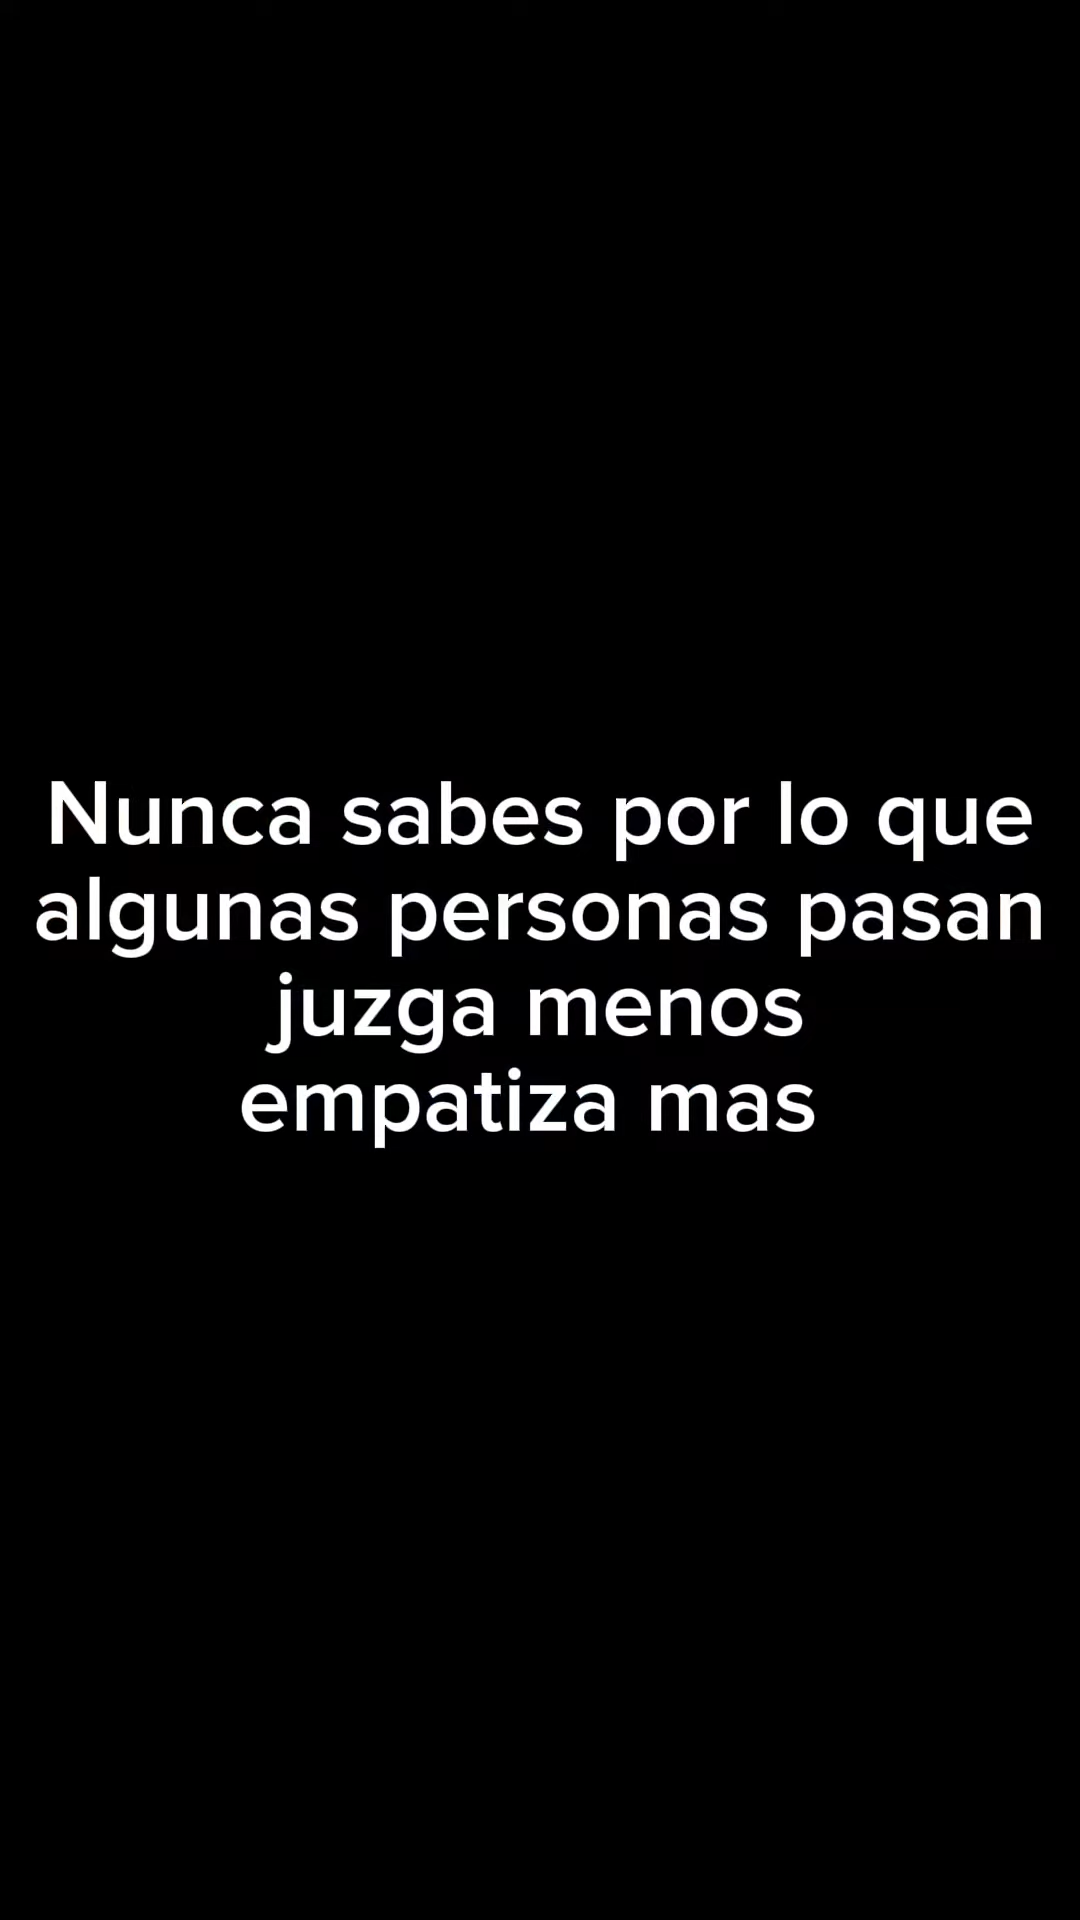 Nunca sabes por lo que
algunas personas pasan
juzga menos
empatiza mas